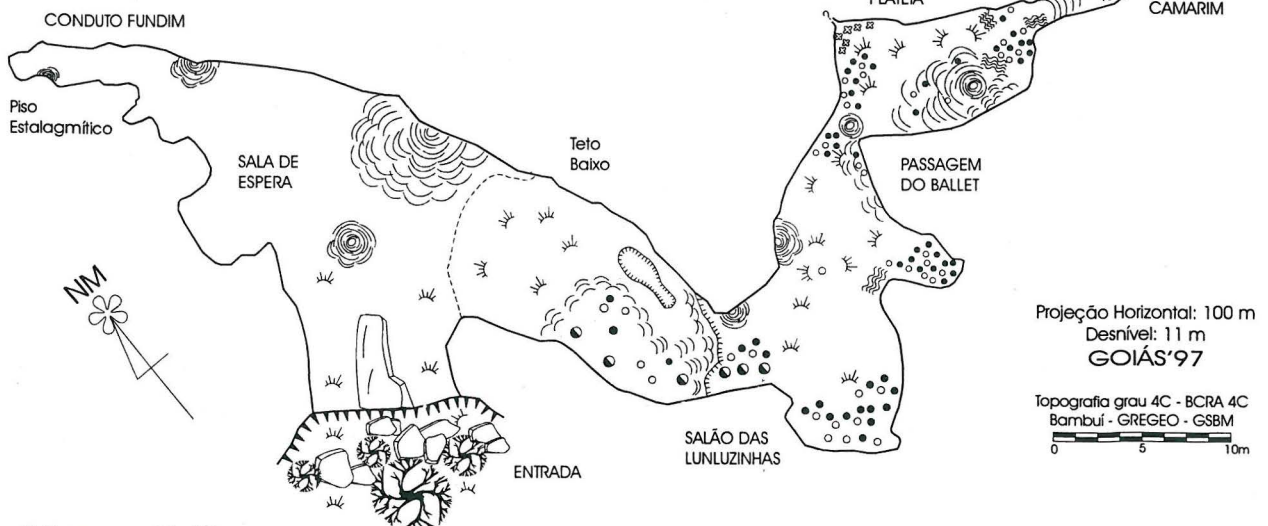 CONDUTO FUNDIM
CAMARIM
Piso
Estalagmítico
SALA DE
ESPERA
Teto
Baixo
PASSAGEM
DO BALLET
NM
Projeção Horizontal: 100 m
Desnível: 11 m
GOIÁS'97
Topografia grau 4C - BCRA 4C
Bambuí - GREGEO - GSBM
0 5 10m
SALÃO DAS
LUNLUZINHAS
ENTRADA